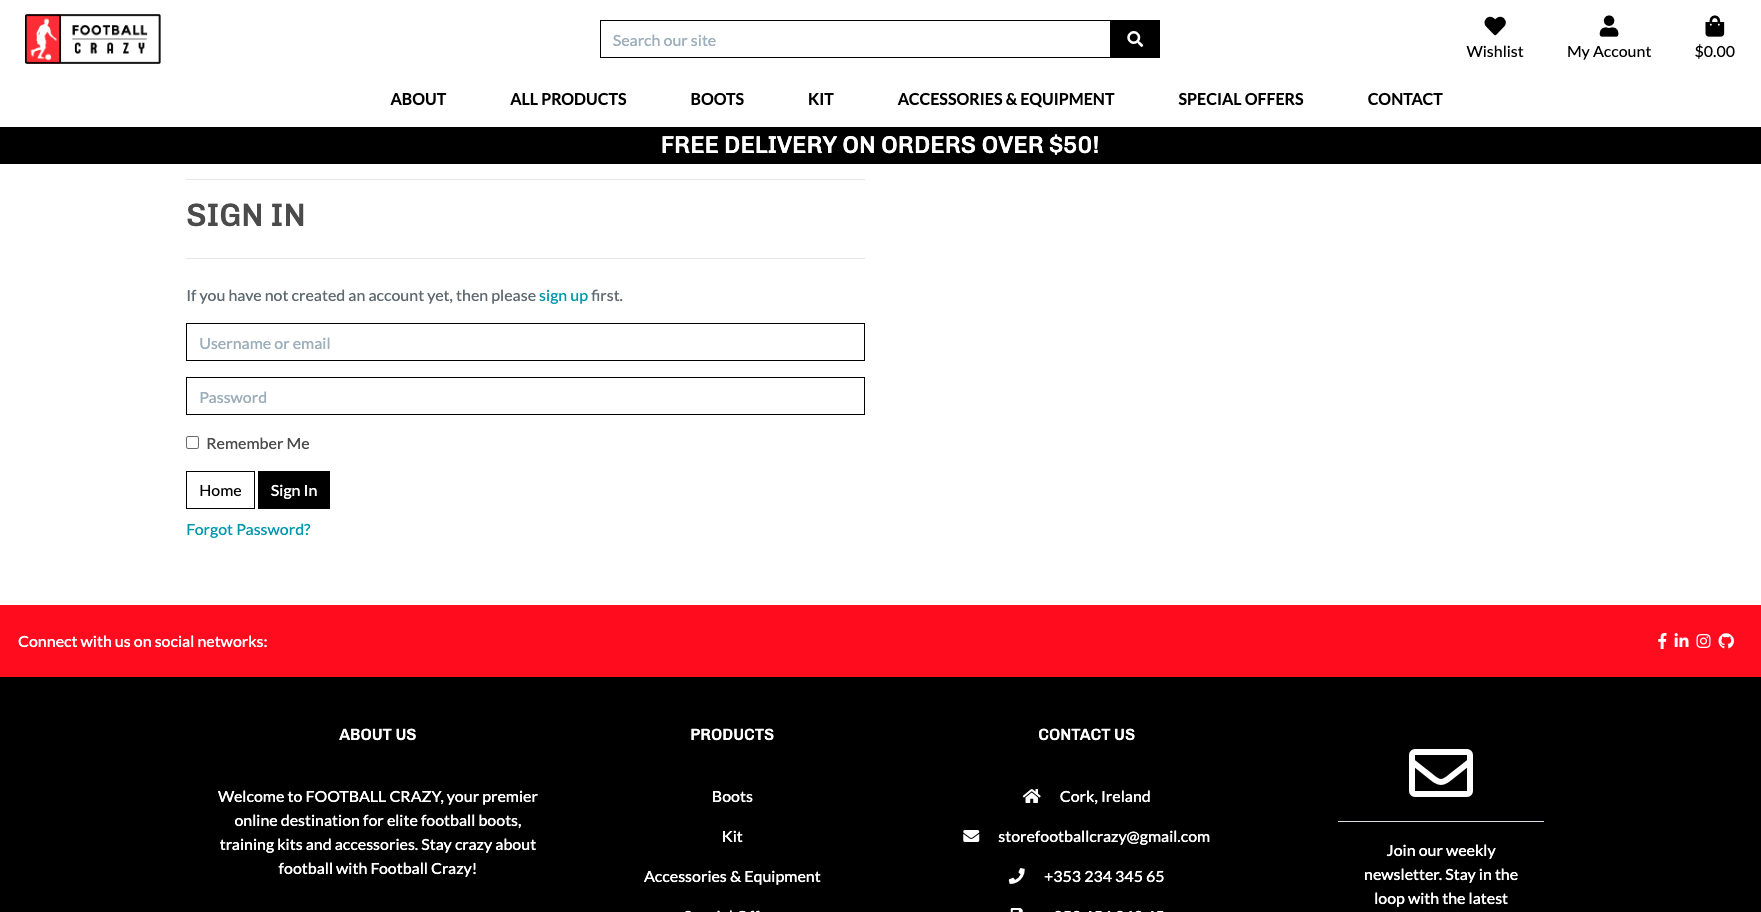 FOOTBALL
CRAZY
Search our site
Wishlist
My Account
$0.00
ABOUT
ALL PRODUCTS
BOOTS
KIT
ACCESSORIES & EQUIPMENT
SPECIAL OFFERS
CONTACT
FREE DELIVERY ON ORDERS OVER $50!
SIGN IN
If you have not created an account yet, then please sign up first.
Username or email
Password
Remember Me
Home
Sign In
Forgot Password?
Connect with us on social networks:
ABOUT US
Welcome to FOOTBALL CRAZY, your premier
online destination for elite football boots,
training kits and accessories. Stay crazy about
football with Football Crazy!
PRODUCTS
Boots
Kit
Accessories & Equipment
CONTACT US
Cork, Ireland
storefootballcrazy@gmail.com
+353 234 345 65
Join our weekly
newsletter. Stay in the
loop with the latest